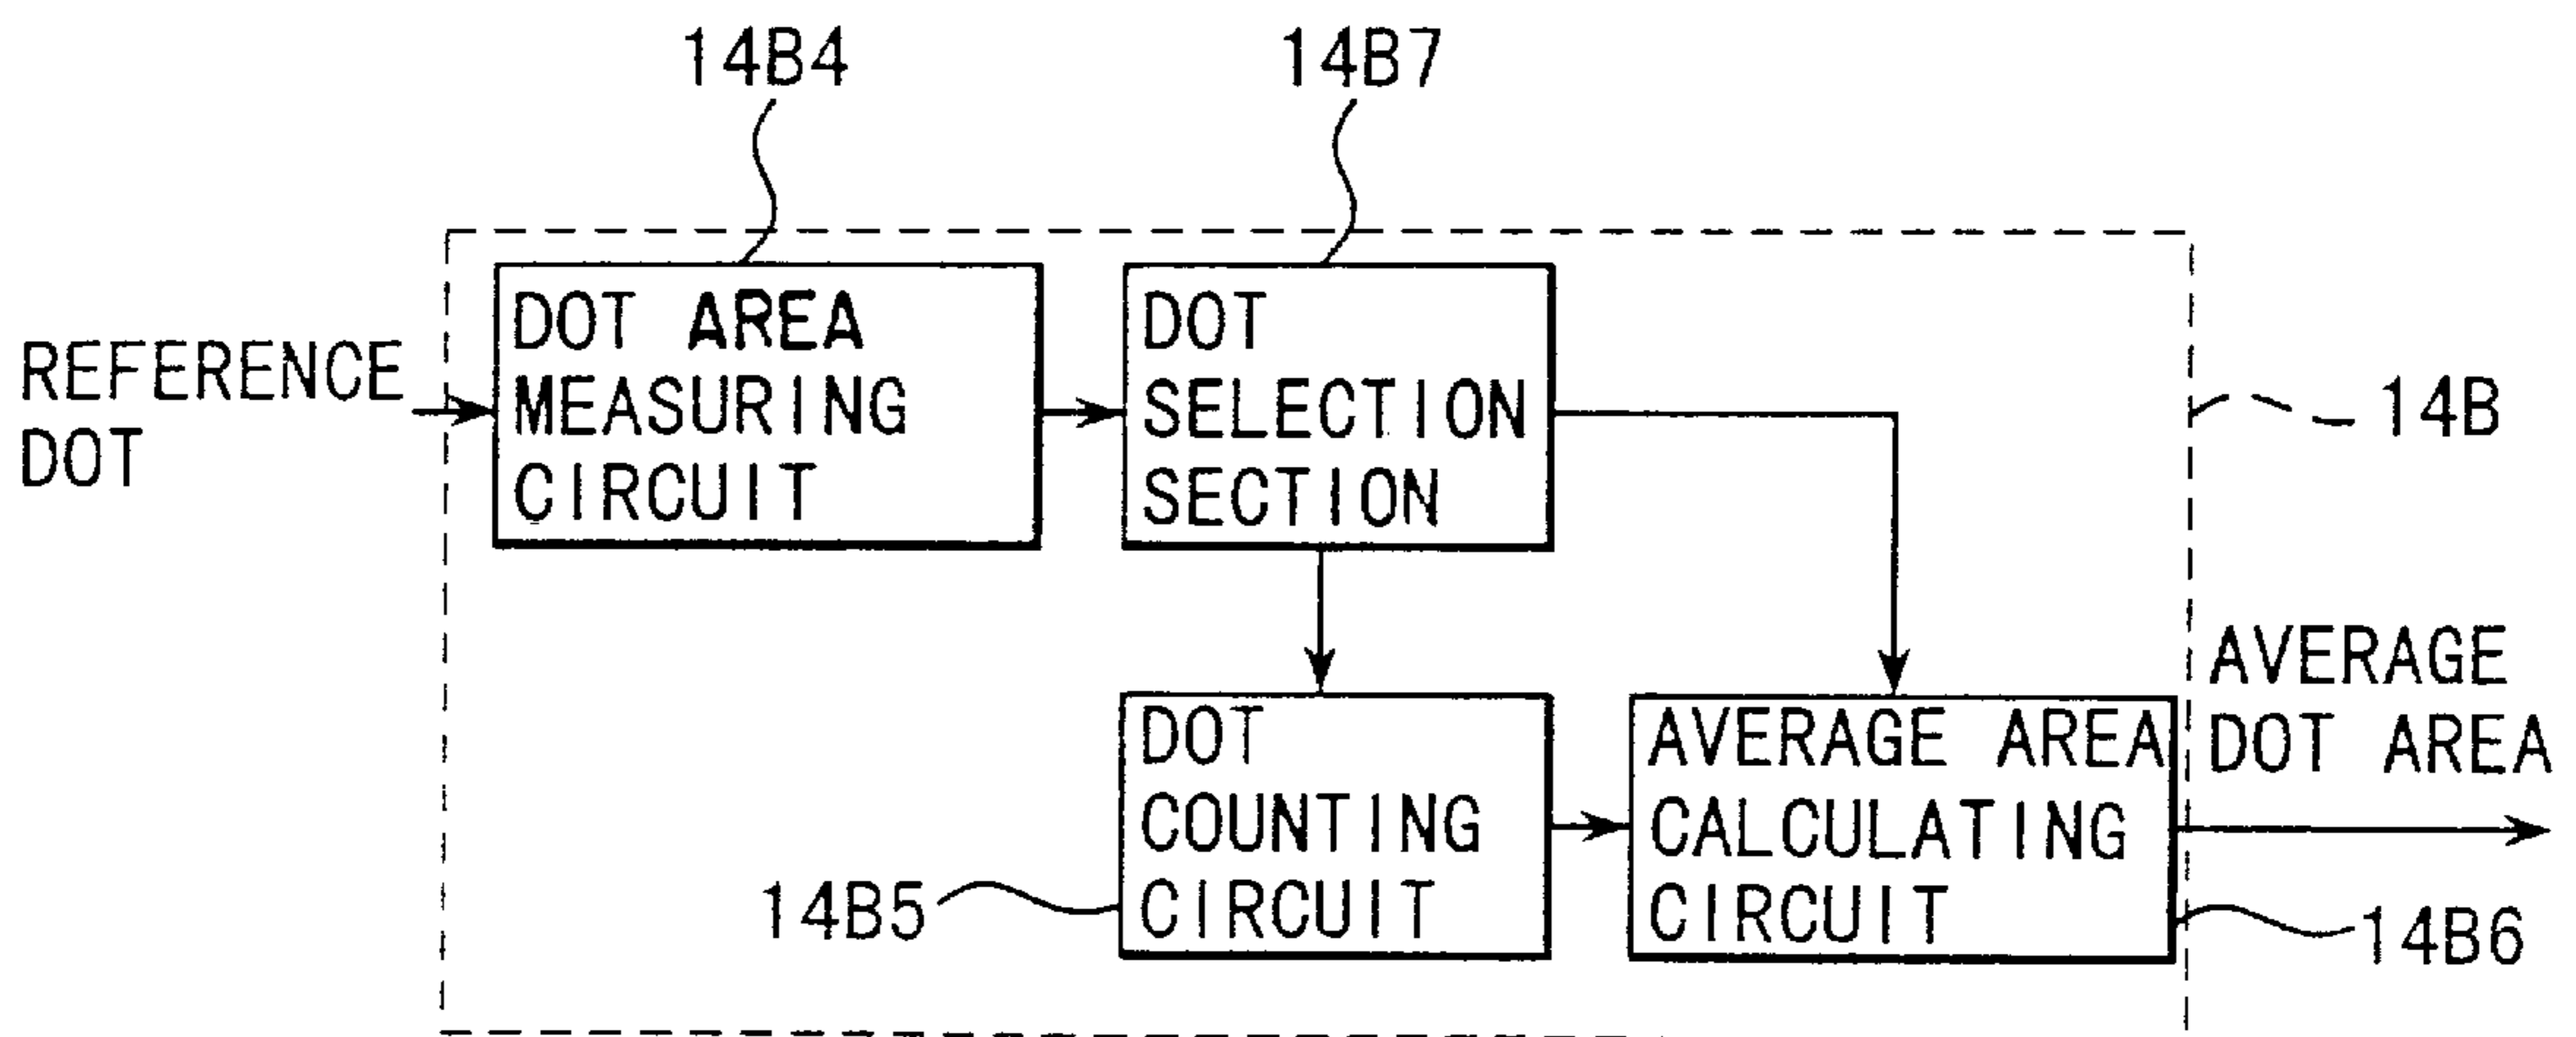 14B4
14B7
REFERENCE
DOT
DOT AREA
MEASURING
CIRCUIT
DOT
SELECTION
SECTION
14B
DOT
COUNTING
CIRCUIT
14B5
AVERAGE AREA
CALCULATING
CIRCUIT
14B6
AVERAGE
DOT AREA